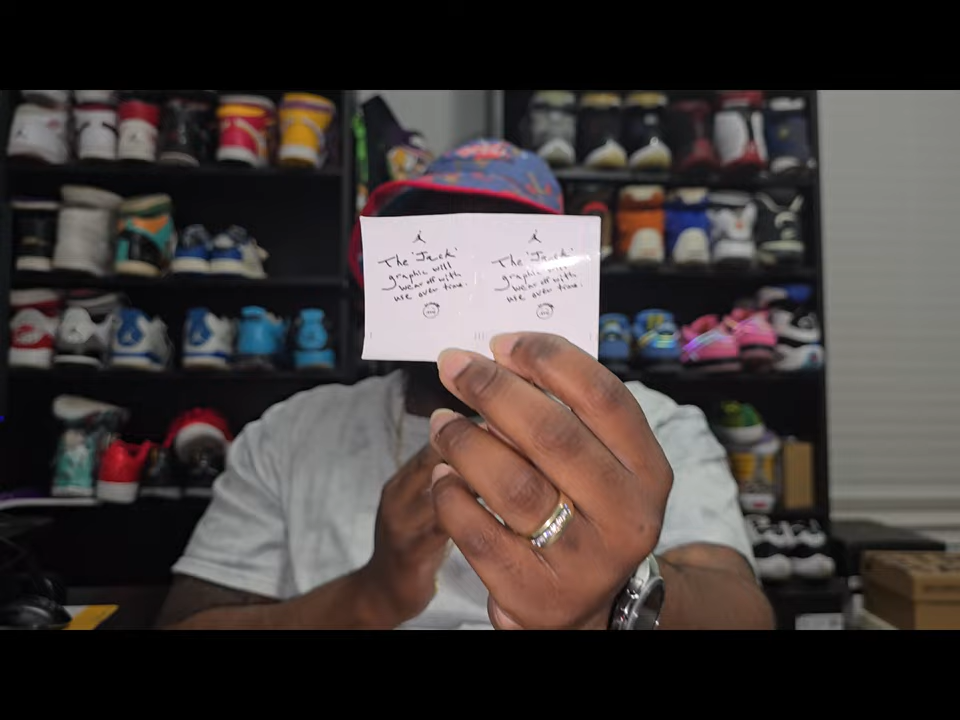 The 'Jack'
graphic will
wear off with
use over time.
The 'Jack'
graphic will
wear off with
use over time.